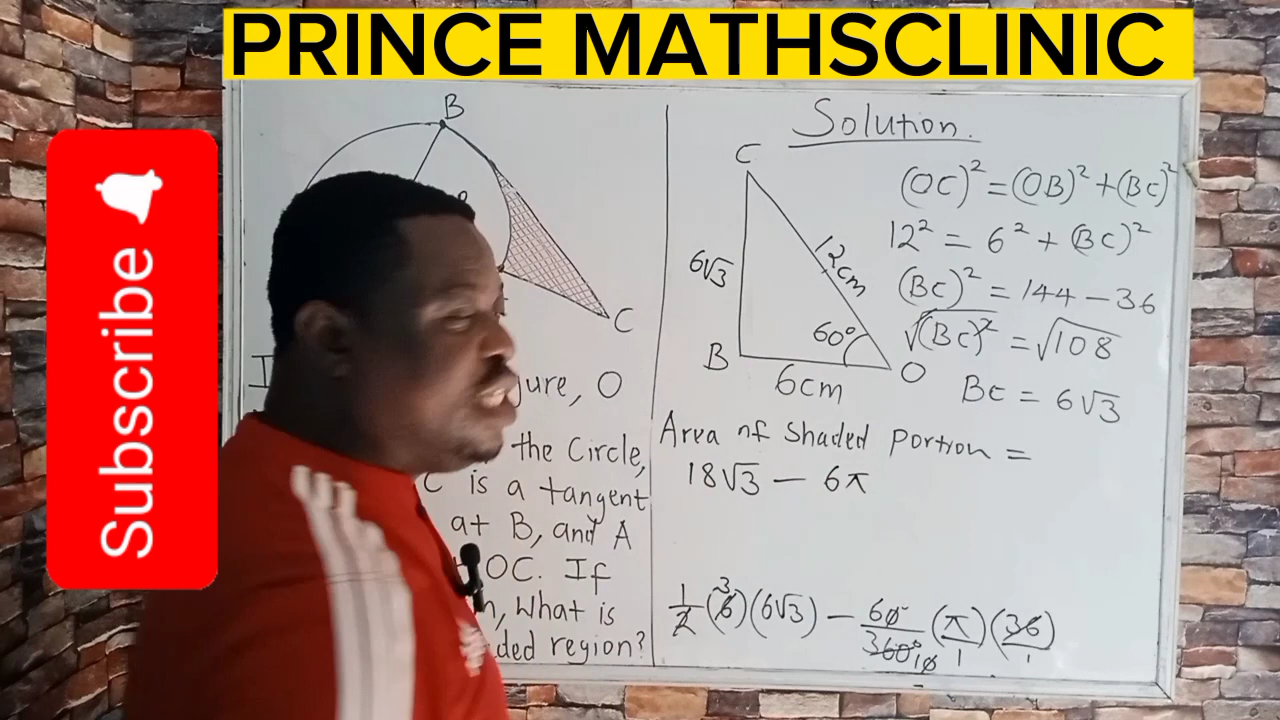 PRINCE MATHSCLINIC
Subscribe
B
C
O
the Circle,
C is a tangent
at B, and A
OC. If
what is
region?
Solution.
C
6√3
12cm
60°
B
6cm
O
(OC)² = (OB)² + (BC)²
12² = 6² + (BC)²
(BC)² = 144 − 36
√(BC)² = √108
BC = 6√3
Area of Shaded portion =
18√3 − 6π
1/2 (6)(6√3) − 60°/360° (π/1)(36/1)
3
10